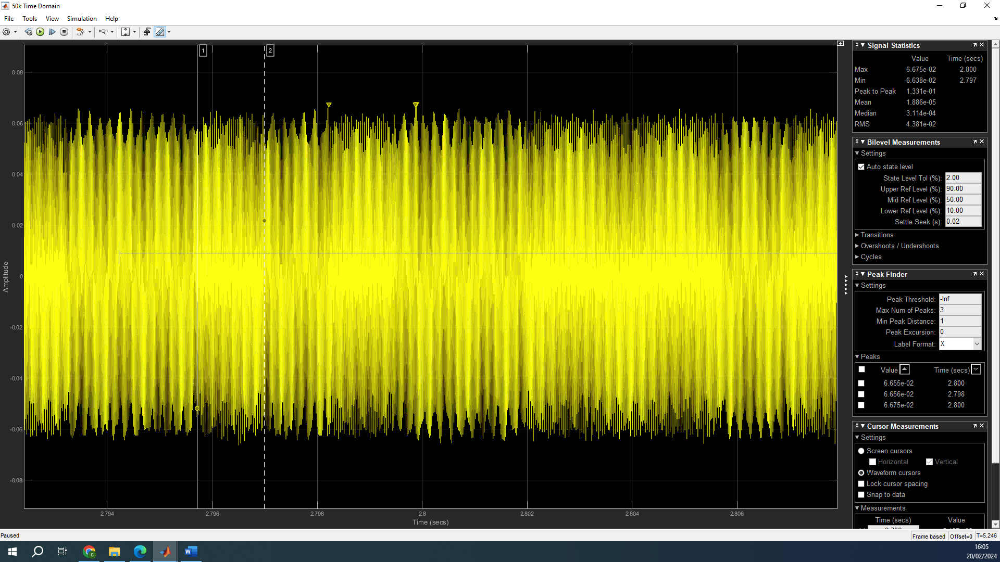 50k Time Domain
File Tools View Simulation Help
1 2
0.08
0.06
0.04
0.02
0
-0.02
-0.04
-0.06
-0.08
Amplitude
2.794 2.796 2.798 2.8 2.802 2.804 2.806
Time (secs)
Signal Statistics
Value Time (secs)
Max 6.675e-02 2.800
Min -6.638e-02 2.797
Peak to Peak 1.331e-01
Mean 1.886e-05
Median 3.114e-04
RMS 4.381e-02
Bilevel Measurements
Settings
Auto state level
State Level Tol (%): 2.00
Upper Ref Level (%): 90.00
Mid Ref Level (%): 50.00
Lower Ref Level (%): 10.00
Settle Seek (s): 0.02
Transitions
Overshoots / Undershoots
Cycles
Peak Finder
Settings
Peak Threshold: -Inf
Max Num of Peaks: 3
Min Peak Distance: 1
Peak Excursion: 0
Label Format: X
Peaks
Value Time (secs)
6.655e-02 2.800
6.656e-02 2.798
6.675e-02 2.800
Cursor Measurements
Settings
Screen cursors
Horizontal Vertical
Waveform cursors
Lock cursor spacing
Snap to data
Measurements
Time (secs) Value
Paused
Frame based Offset=0 T=5.246
16:05
20/02/2024